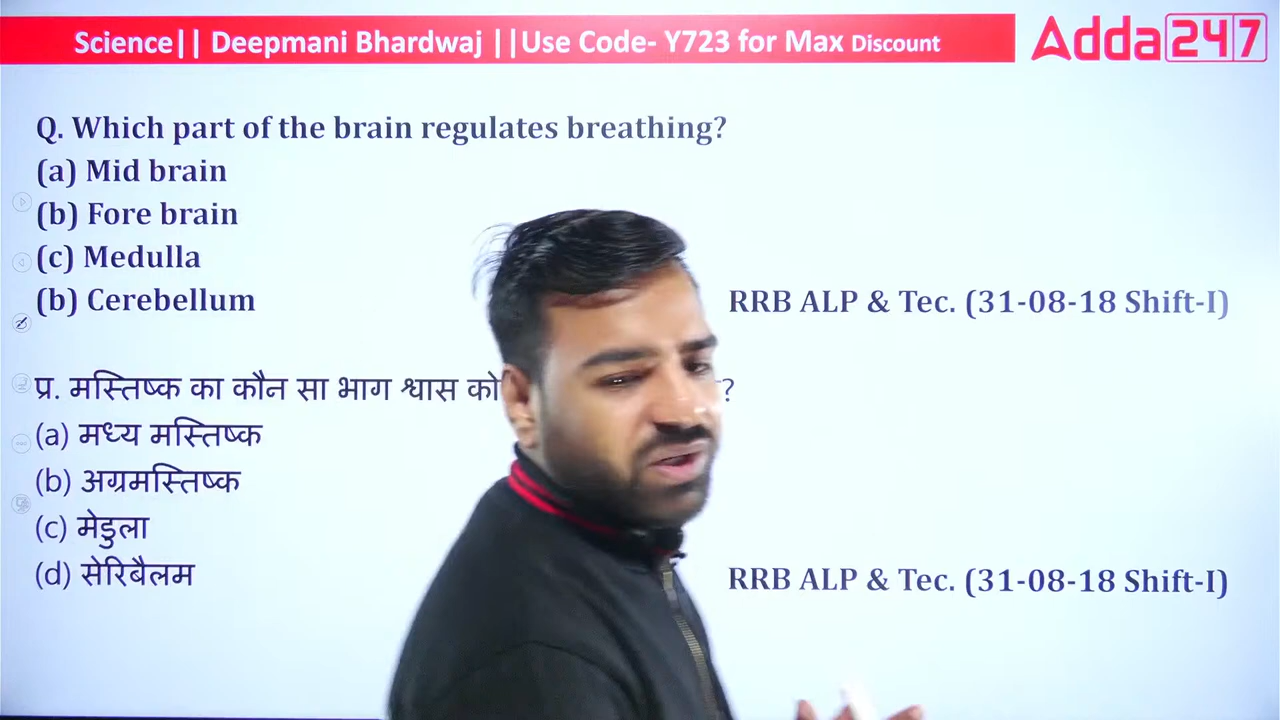 Science|| Deepmani Bhardwaj ||Use Code- Y723 for Max Discount
Adda247
Q. Which part of the brain regulates breathing?
(a) Mid brain
(b) Fore brain
(c) Medulla
(b) Cerebellum
RRB ALP & Tec. (31-08-18 Shift-I)
प्र. मस्तिष्क का कौन सा भाग श्वास को ?
(a) मध्य मस्तिष्क
(b) अग्रमस्तिष्क
(c) मेडुला
(d) सेरिबैलम
RRB ALP & Tec. (31-08-18 Shift-I)